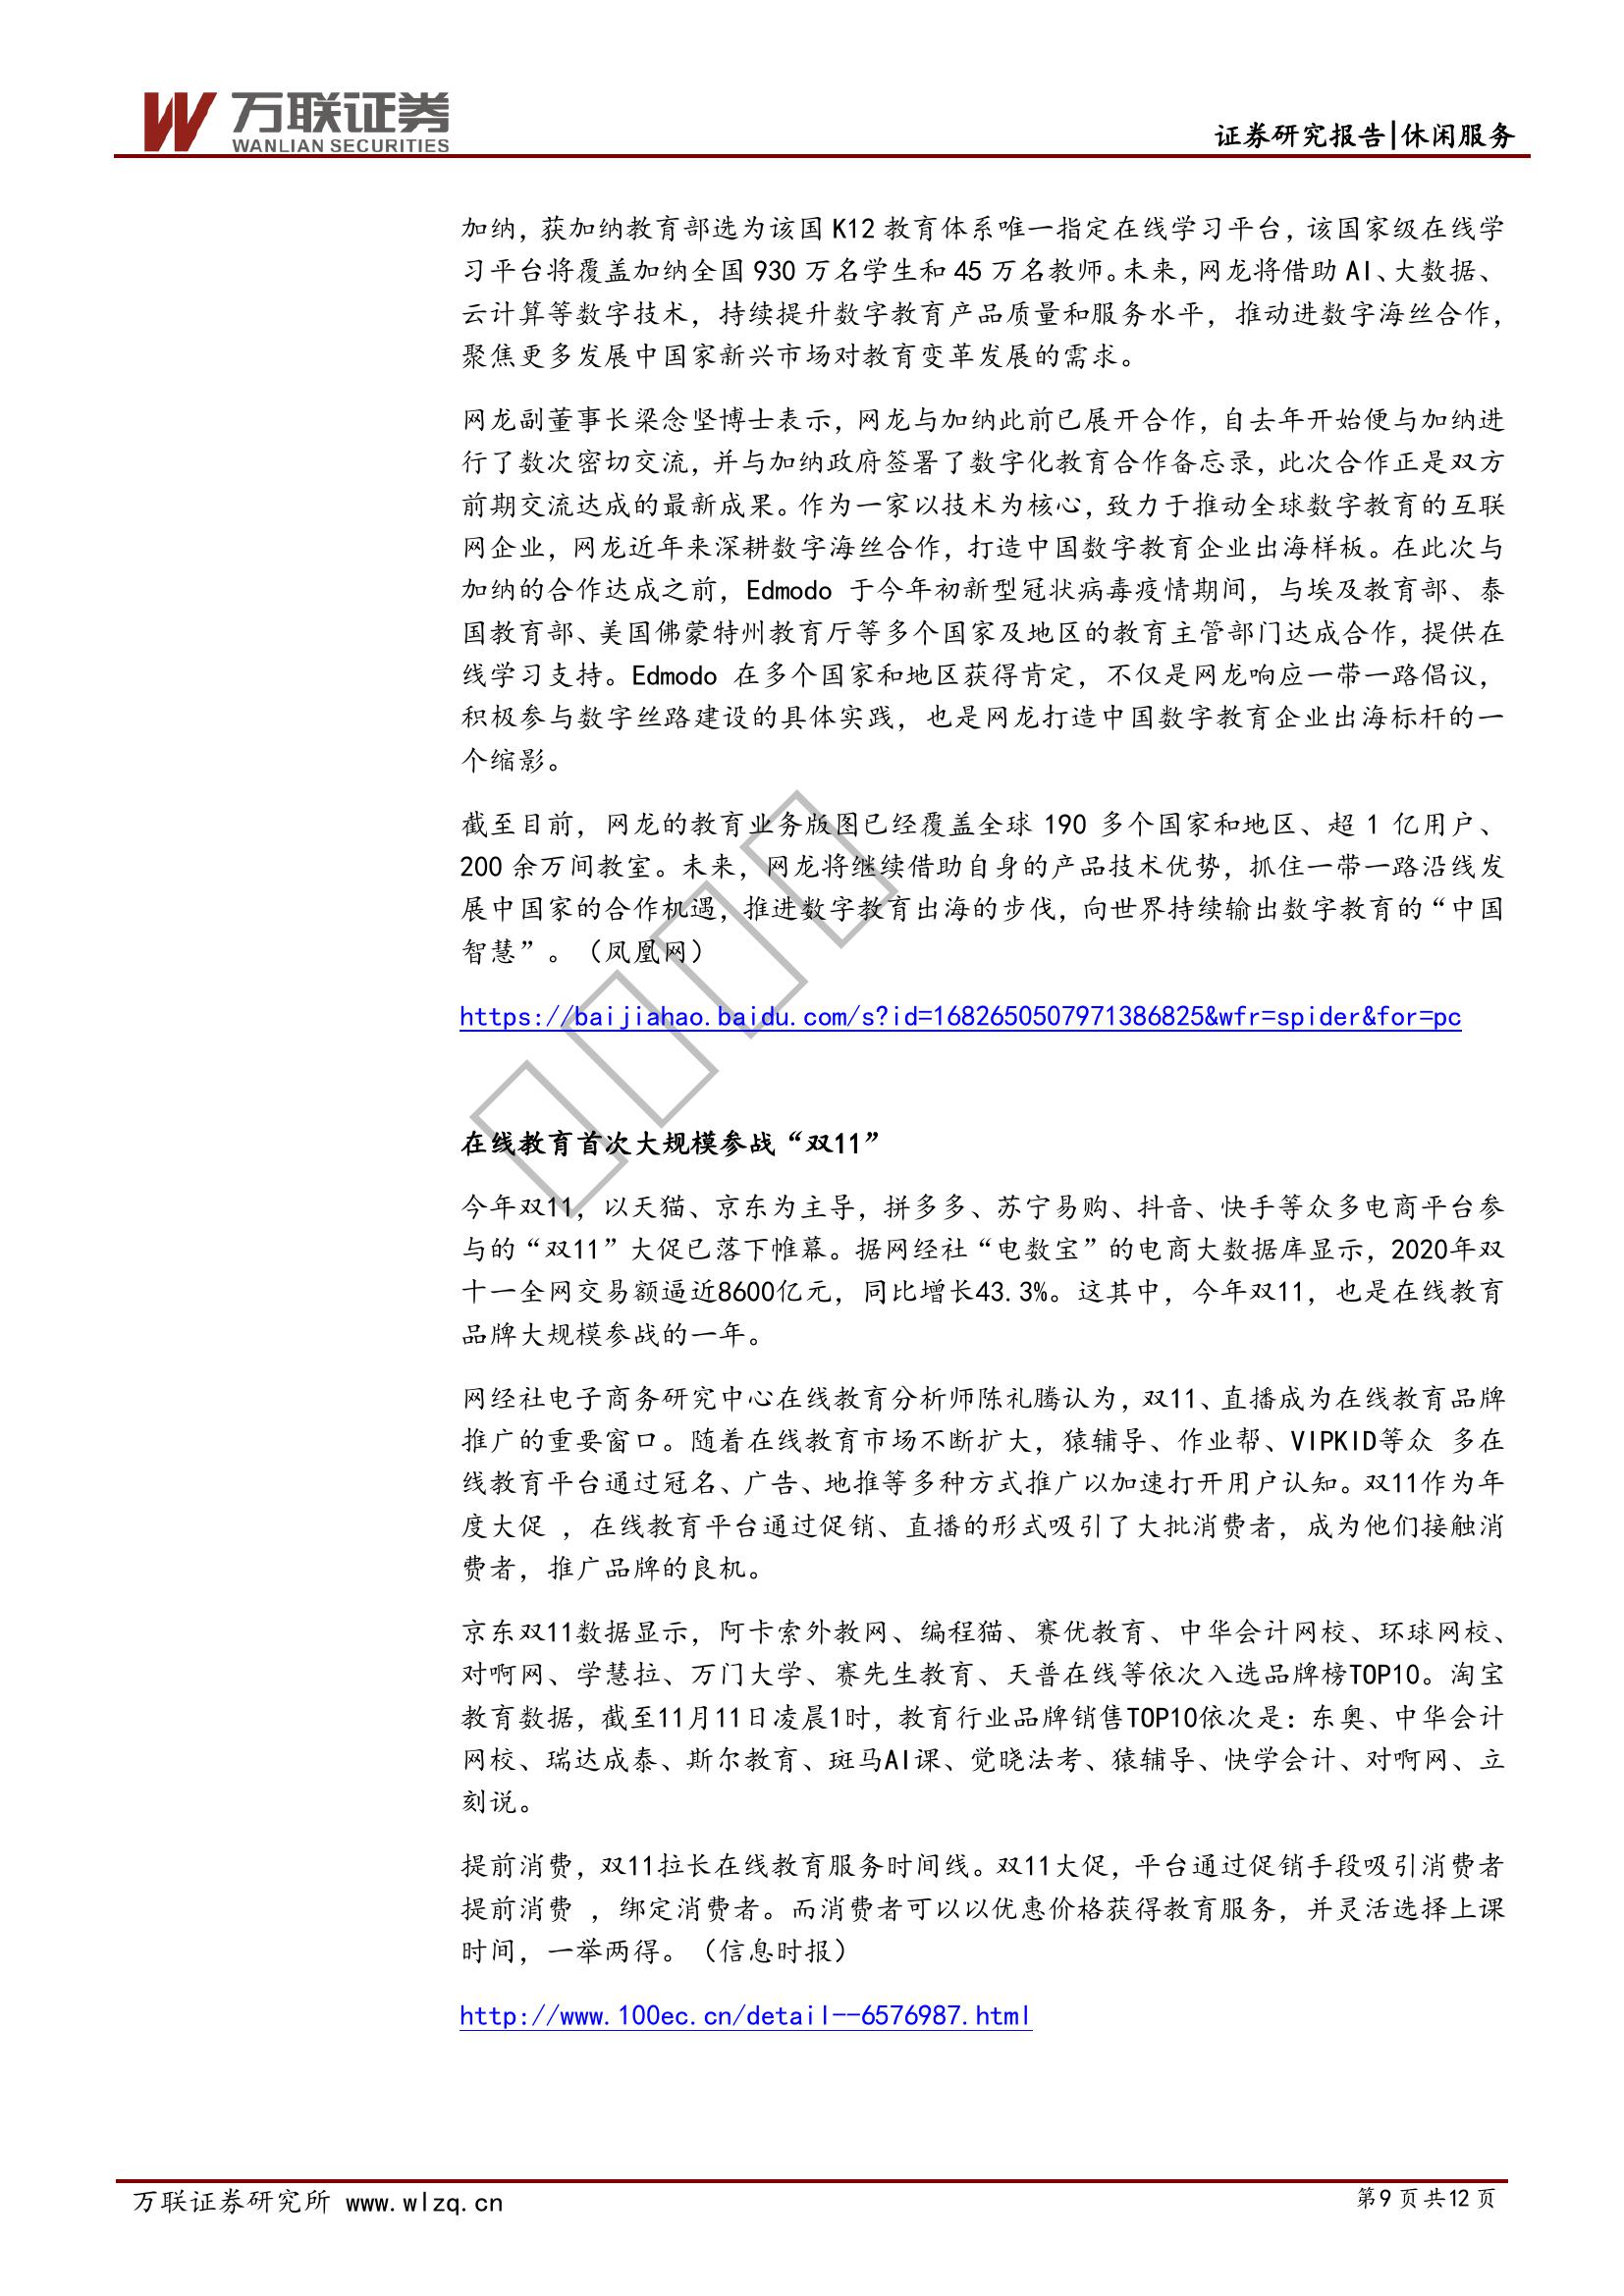 万联证券
WANLIAN SECURITIES
证券研究报告|休闲服务
加纳，获加纳教育部选为该国 K12 教育体系唯一指定在线学习平台，该国家级在线学
习平台将覆盖加纳全国 930 万名学生和 45 万名教师。未来，网龙将借助 AI、大数据、
云计算等数字技术，持续提升数字教育产品质量和服务水平，推动进数字海丝合作，
聚焦更多发展中国家新兴市场对教育变革发展的需求。
网龙副董事长梁念坚博士表示，网龙与加纳此前已展开合作，自去年开始便与加纳进
行了数次密切交流，并与加纳政府签署了数字化教育合作备忘录，此次合作正是双方
前期交流达成的最新成果。作为一家以技术为核心，致力于推动全球数字教育的互联
网企业，网龙近年来深耕数字海丝合作，打造中国数字教育企业出海样板。在此次与
加纳的合作达成之前，Edmodo 于今年初新型冠状病毒疫情期间，与埃及教育部、泰
国教育部、美国佛蒙特州教育厅等多个国家及地区的教育主管部门达成合作，提供在
线学习支持。Edmodo 在多个国家和地区获得肯定，不仅是网龙响应一带一路倡议，
积极参与数字丝路建设的具体实践，也是网龙打造中国数字教育企业出海标杆的一
个缩影。
截至目前，网龙的教育业务版图已经覆盖全球 190 多个国家和地区、超 1 亿用户、
200 余万间教室。未来，网龙将继续借助自身的产品技术优势，抓住一带一路沿线发
展中国家的合作机遇，推进数字教育出海的步伐，向世界持续输出数字教育的“中国
智慧”。（凤凰网）
https://baijiahao.baidu.com/s?id=1682650507971386825&wfr=spider&for=pc
在线教育首次大规模参战“双11”
今年双11，以天猫、京东为主导，拼多多、苏宁易购、抖音、快手等众多电商平台参
与的“双11”大促已落下帷幕。据网经社“电数宝”的电商大数据库显示，2020年双
十一全网交易额逼近8600亿元，同比增长43.3%。这其中，今年双11，也是在线教育
品牌大规模参战的一年。
网经社电子商务研究中心在线教育分析师陈礼腾认为，双11、直播成为在线教育品牌
推广的重要窗口。随着在线教育市场不断扩大，猿辅导、作业帮、VIPKID等众 多在
线教育平台通过冠名、广告、地推等多种方式推广以加速打开用户认知。双11作为年
度大促 ，在线教育平台通过促销、直播的形式吸引了大批消费者，成为他们接触消
费者，推广品牌的良机。
京东双11数据显示，阿卡索外教网、编程猫、赛优教育、中华会计网校、环球网校、
对啊网、学慧拉、万门大学、赛先生教育、天普在线等依次入选品牌榜TOP10。淘宝
教育数据，截至11月11日凌晨1时，教育行业品牌销售TOP10依次是：东奥、中华会计
网校、瑞达成泰、斯尔教育、斑马AI课、觉晓法考、猿辅导、快学会计、对啊网、立
刻说。
提前消费，双11拉长在线教育服务时间线。双11大促，平台通过促销手段吸引消费者
提前消费 ，绑定消费者。而消费者可以以优惠价格获得教育服务，并灵活选择上课
时间，一举两得。（信息时报）
http://www.100ec.cn/detail--6576987.html
万联证券研究所 www.wlzq.cn
第 9 页 共 12 页